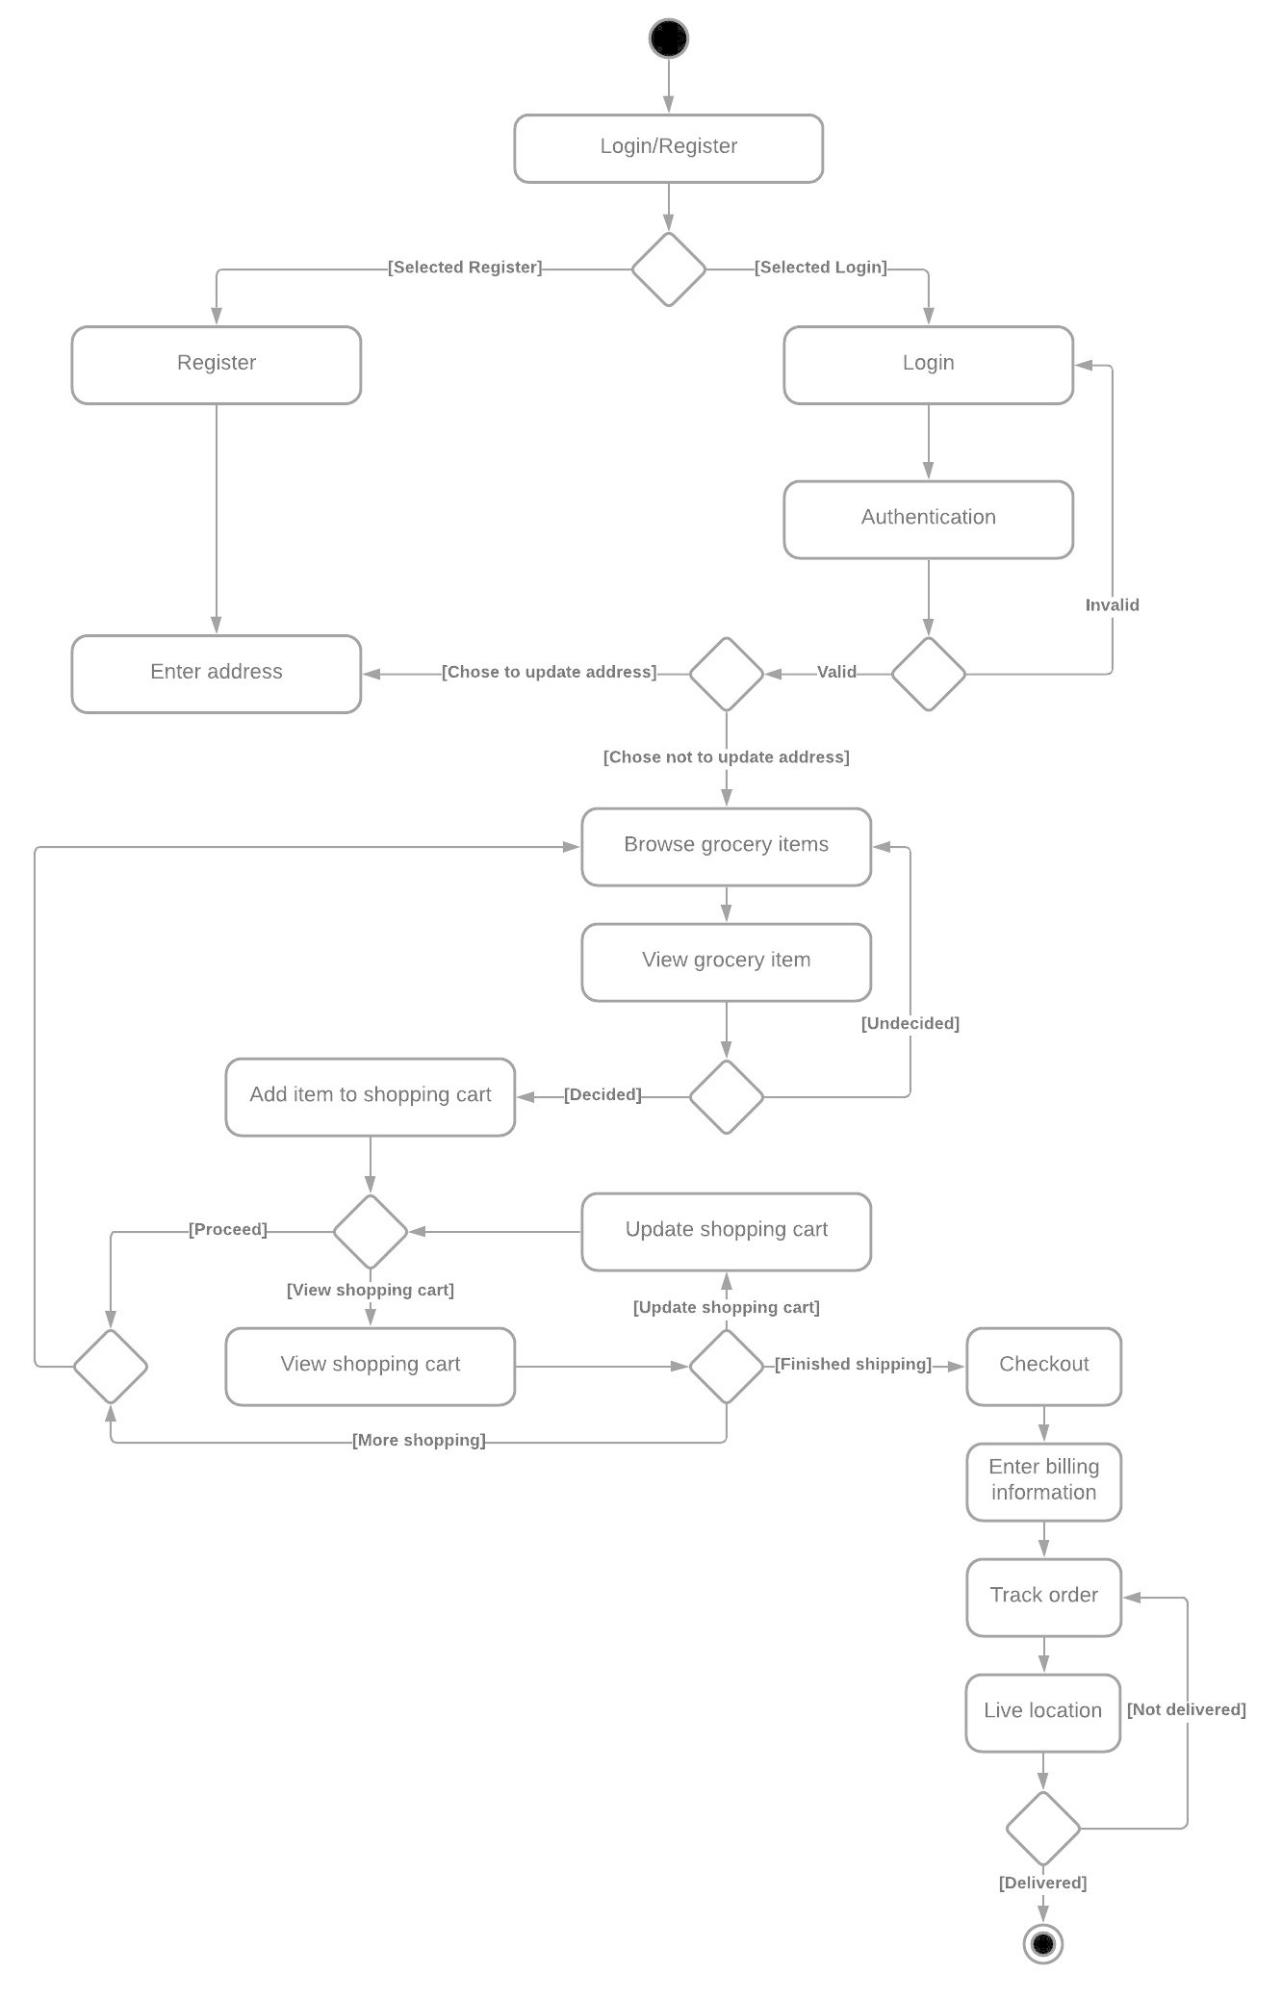 Login/Register
[Selected Register]
[Selected Login]
Register
Login
Authentication
Invalid
Enter address
[Chose to update address]
Valid
[Chose not to update address]
Browse grocery items
View grocery item
[Undecided]
Add item to shopping cart
[Decided]
[Proceed]
Update shopping cart
[View shopping cart]
[Update shopping cart]
View shopping cart
[Finished shipping]
Checkout
[More shopping]
Enter billing
information
Track order
Live location
[Not delivered]
[Delivered]